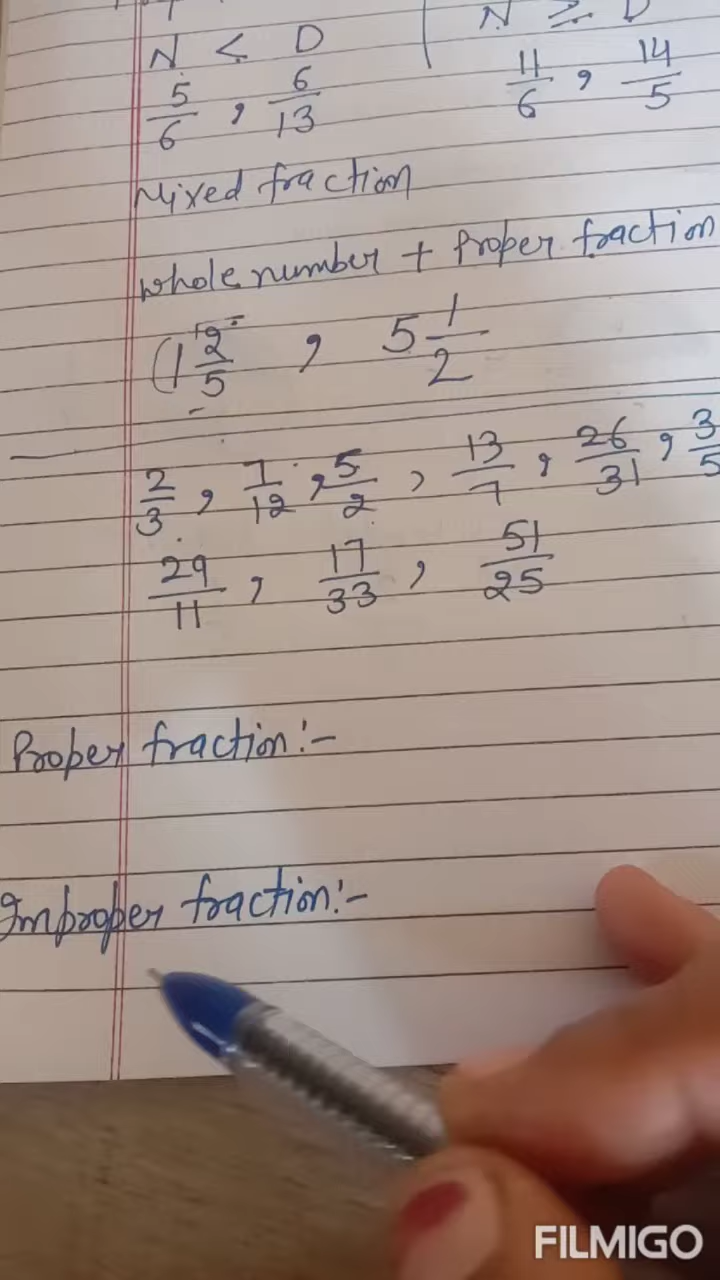 N < D
N ≥ D
5/6 , 6/13
11/6 , 14/5
Mixed fraction
whole number + Proper fraction
(1 2/5 , 5 1/2
2/3 , 7/12 , 5/2 , 13/7 , 26/31 , 3/5
29/11 , 17/33 , 51/25
Proper fraction:-
Improper fraction:-
FILMIGO